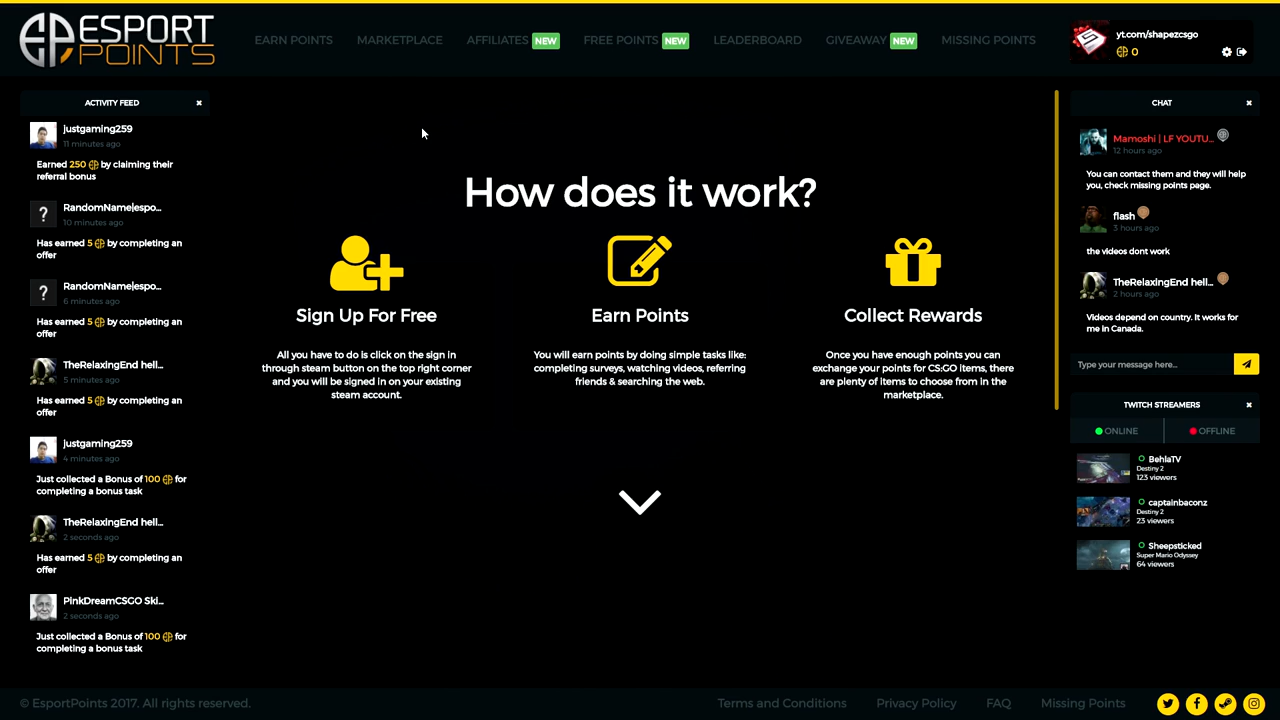 ESPORT
POINTS
EARN POINTS
MARKETPLACE
AFFILIATES NEW
FREE POINTS NEW
LEADERBOARD
GIVEAWAY NEW
MISSING POINTS
yt.com/shapezcsgo
0
ACTIVITY FEED
justgaming259
11 minutes ago
Earned 250 by claiming their
referral bonus
RandomName|espo...
10 minutes ago
Has earned 5 by completing an
offer
RandomName|espo...
6 minutes ago
Has earned 5 by completing an
offer
TheRelaxingEnd hell...
5 minutes ago
Has earned 5 by completing an
offer
justgaming259
4 minutes ago
Just collected a Bonus of 100 for
completing a bonus task
TheRelaxingEnd hell...
2 seconds ago
Has earned 5 by completing an
offer
PinkDreamCSGO Ski...
2 seconds ago
Just collected a Bonus of 100 for
completing a bonus task
How does it work?
Sign Up For Free
All you have to do is click on the sign in
through steam button on the top right corner
and you will be signed in on your existing
steam account.
Earn Points
You will earn points by doing simple tasks like:
completing surveys, watching videos, referring
friends & searching the web.
Collect Rewards
Once you have enough points you can
exchange your points for CS:GO items, there
are plenty of items to choose from in the
marketplace.
CHAT
Mamoshi | LF YOUTU...
12 hours ago
You can contact them and they will help
you, check missing points page.
flash
3 hours ago
the videos dont work
TheRelaxingEnd hell...
2 hours ago
Videos depend on country. It works for
me in Canada.
Type your message here...
TWITCH STREAMERS
ONLINE
OFFLINE
BehlaTV
Destiny 2
123 viewers
captainbaconz
Destiny 2
23 viewers
Sheepsticked
Super Mario Odyssey
64 viewers
© EsportPoints 2017. All rights reserved.
Terms and Conditions
Privacy Policy
FAQ
Missing Points